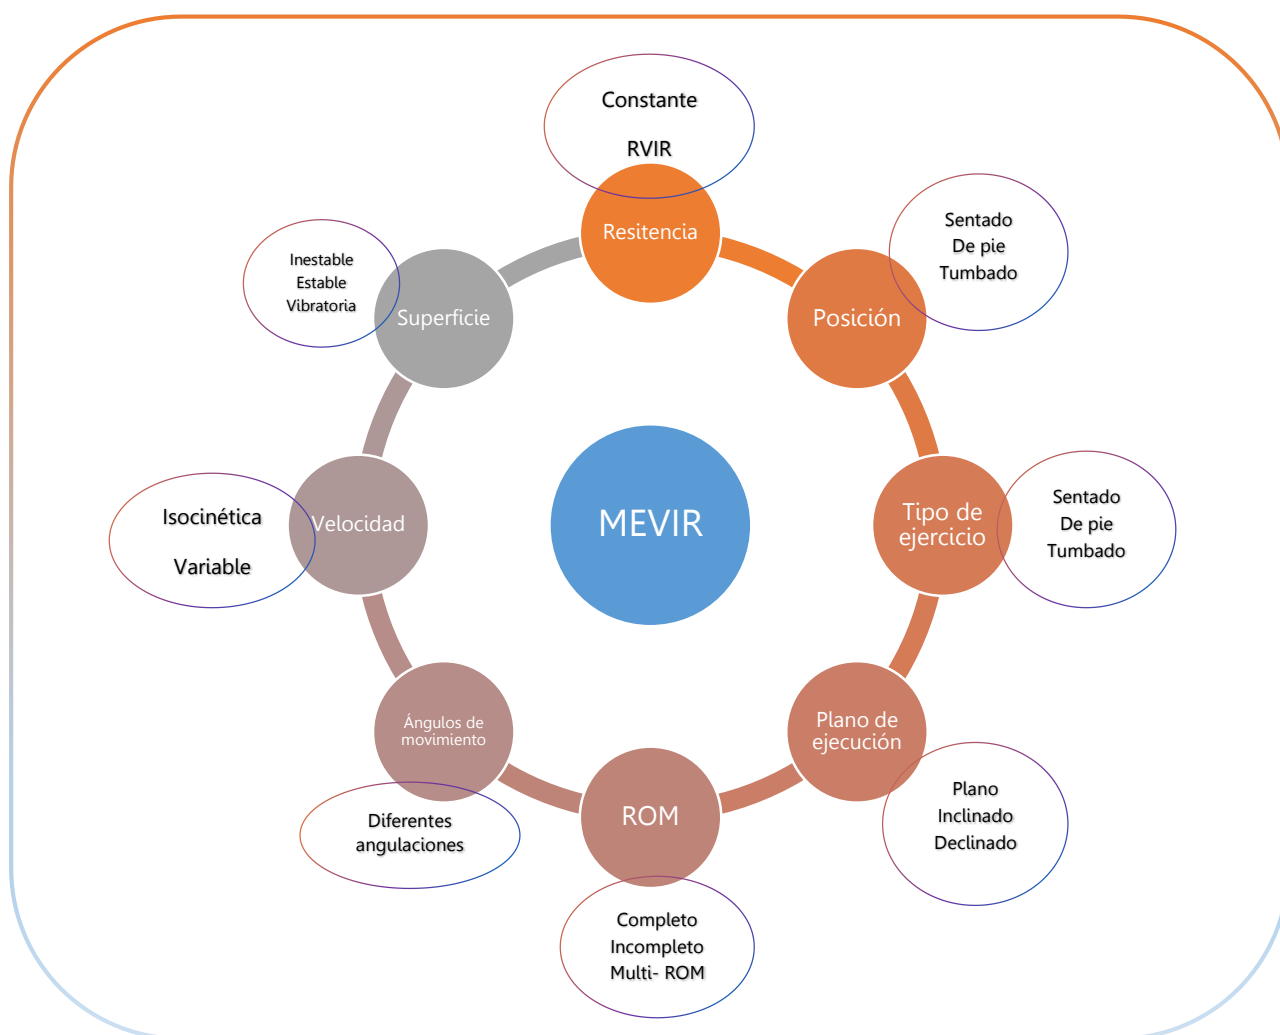 Constante
RVIR
Resitencia
Sentado
De pie
Tumbado
Posición
Sentado
De pie
Tumbado
Tipo de
ejercicio
Plano de
ejecución
Plano
Inclinado
Declinado
ROM
Completo
Incompleto
Multi- ROM
Ángulos de
movimiento
Diferentes
angulaciones
Velocidad
Isocinética
Variable
Superficie
Inestable
Estable
Vibratoria
MEVIR